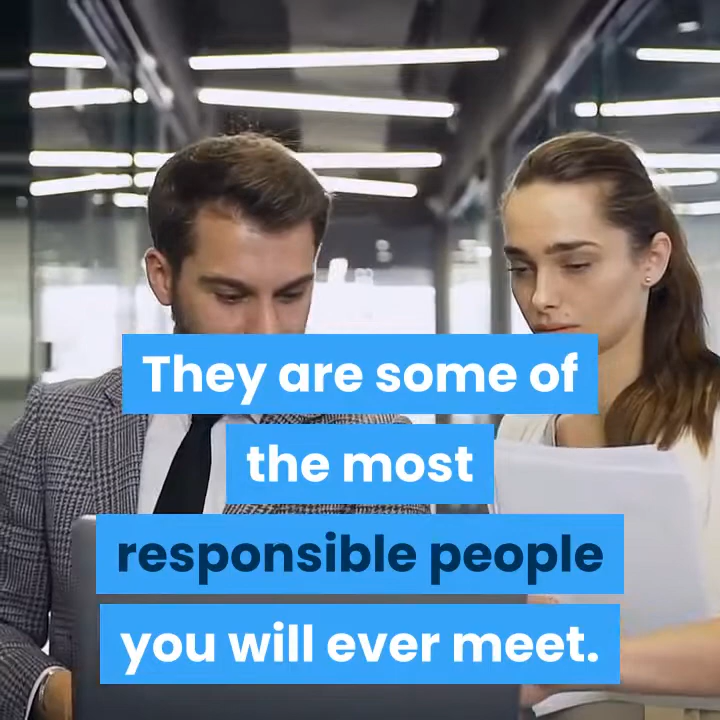 They are some of
the most
responsible people
you will ever meet.